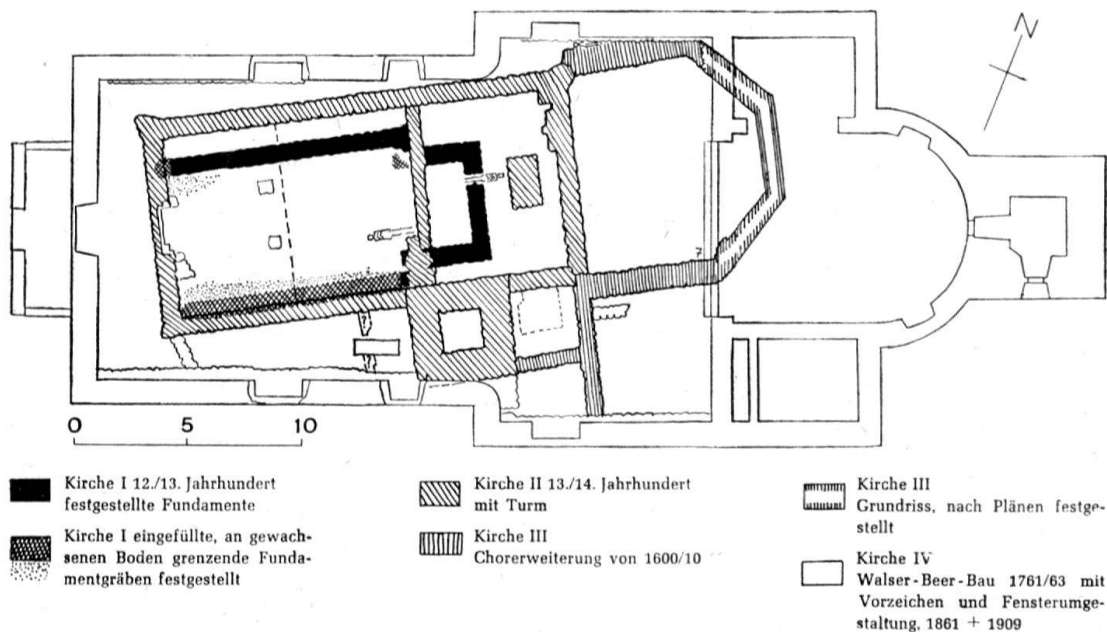 N
0 5 10
Kirche I 12./13. Jahrhundert
festgestellte Fundamente
Kirche I eingefüllte, an gewach-
senen Boden grenzende Funda-
mentgräben festgestellt
Kirche II 13./14. Jahrhundert
mit Turm
Kirche III
Chorerweiterung von 1600/10
Kirche III
Grundriss, nach Plänen festge-
stellt
Kirche IV
Walser-Beer-Bau 1761/63 mit
Vorzeichen und Fensterumge-
staltung, 1861 + 1909